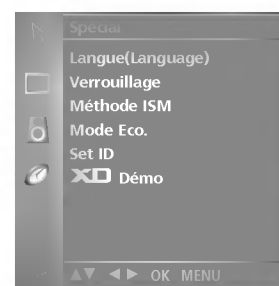 Spécial
Langue(Language)
Verrouillage
Méthode ISM
Mode Eco.
Set ID
XD Démo
▲▼ ◄► OK MENU